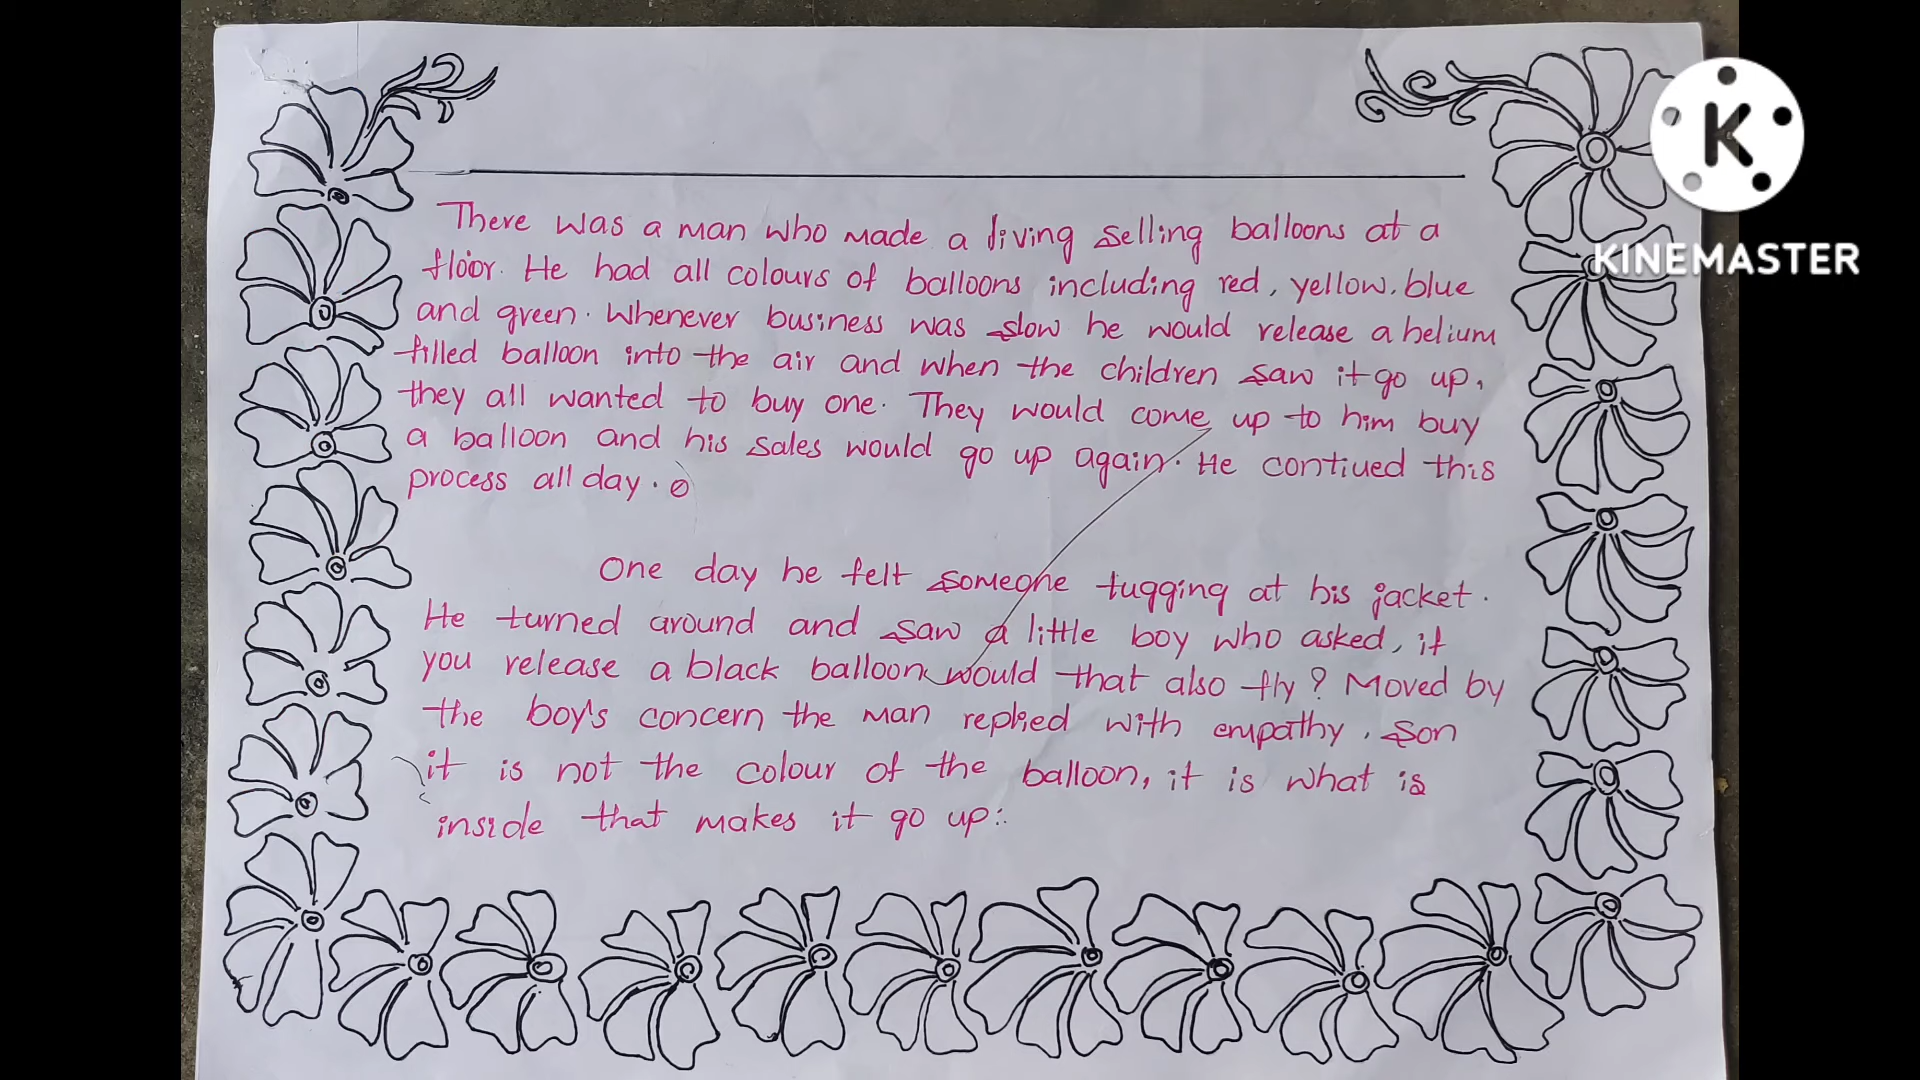 There was a man who made a living selling balloons at a
floor. He had all colours of balloons including red, yellow, blue
and green. Whenever business was slow he would release a helium
filled balloon into the air and when the children saw it go up,
they all wanted to buy one. They would come up to him buy
a balloon and his sales would go up again. He contiued this
process all day.
One day he felt someone tugging at his jacket.
He turned around and saw a little boy who asked, if
you release a black balloon would that also fly? Moved by
the boy's concern the man replied with empathy. Son
it is not the colour of the balloon, it is what is
inside that makes it go up:.
K
KINEMASTER